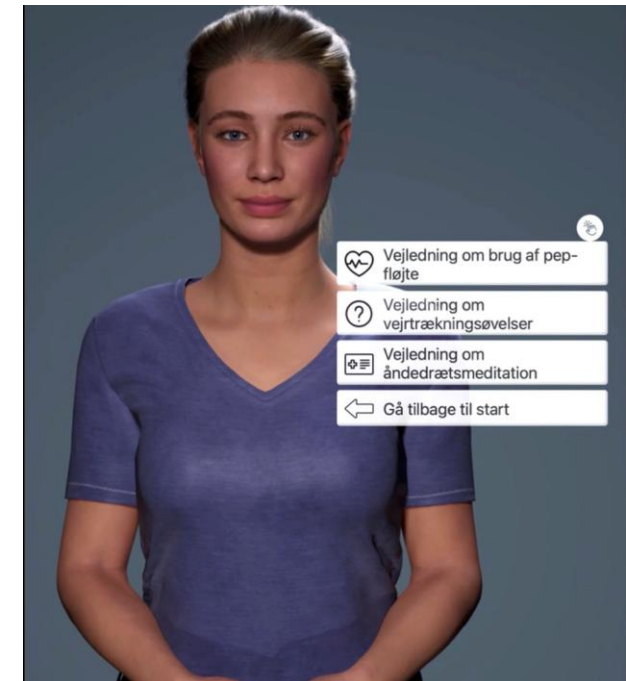 Vejledning om brug af pep-
fløjte
Vejledning om
vejrtrækningsøvelser
Vejledning om
åndedrætsmeditation
Gå tilbage til start